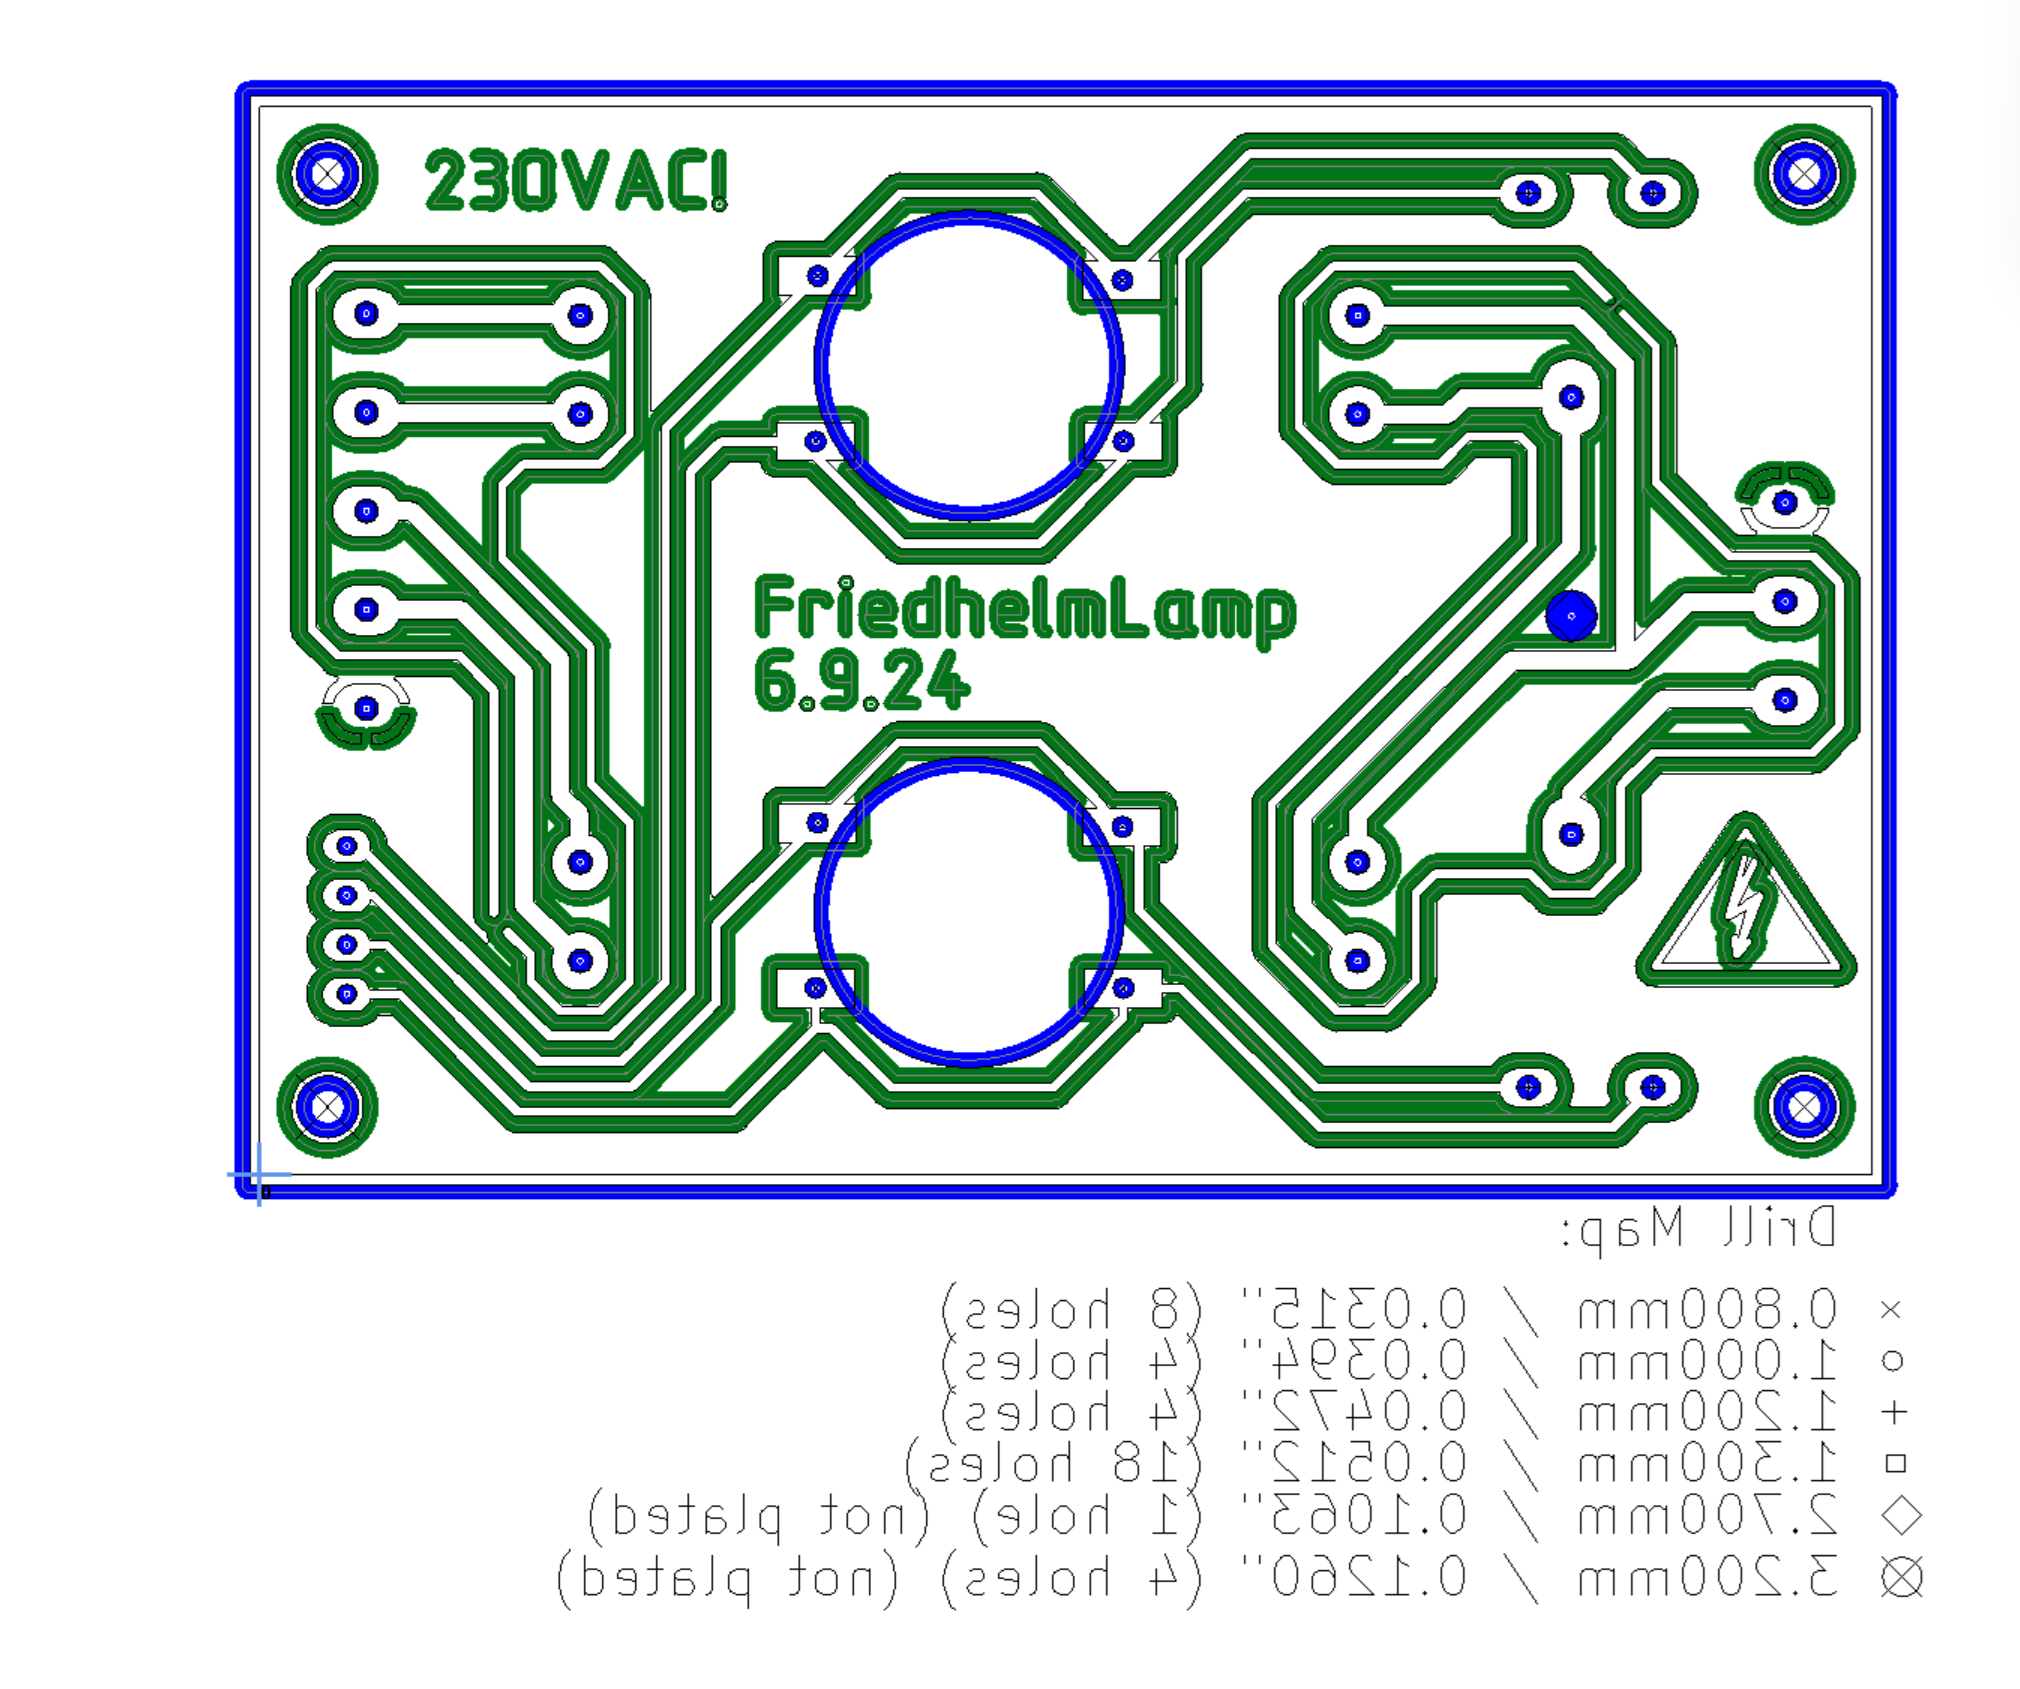 230VAC!
FriedhelmLamp
6.9.24
Drill Map:
0.800mm / 0.0315" (8 holes)
1.000mm / 0.0394" (4 holes)
1.200mm / 0.0472" (4 holes)
1.300mm / 0.0512" (18 holes)
2.700mm / 0.1063" (1 hole) (not plated)
3.200mm / 0.1260" (4 holes) (not plated)